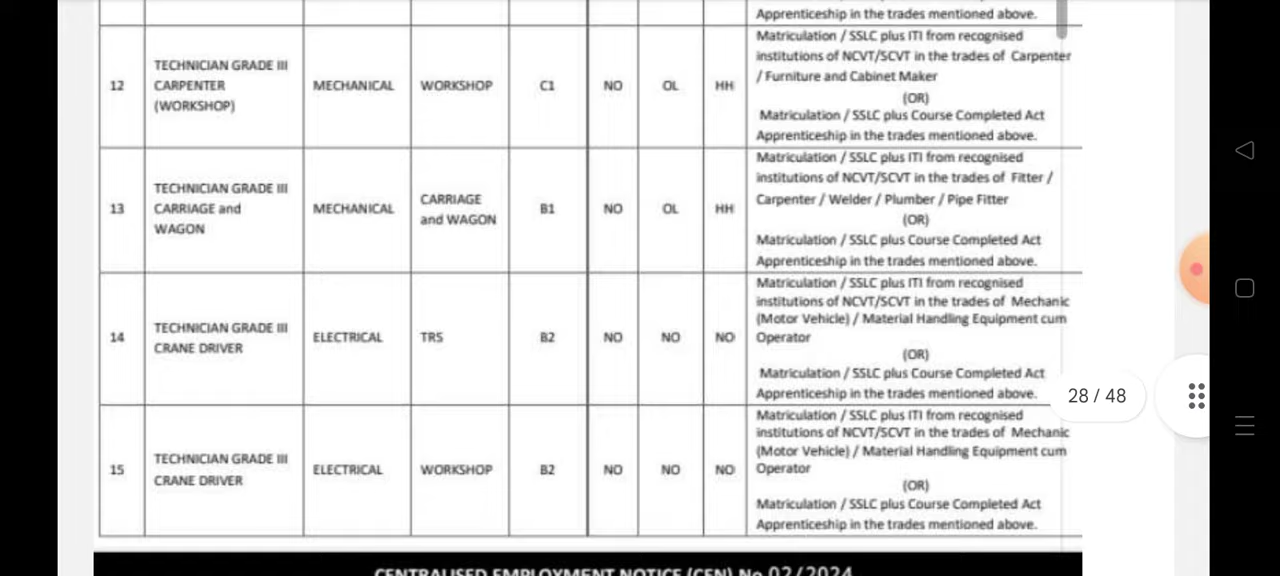 Apprenticeship in the trades mentioned above.
12
TECHNICIAN GRADE III
CARPENTER
(WORKSHOP)
MECHANICAL
WORKSHOP
C1
NO
OL
HH
Matriculation / SSLC plus ITI from recognised
institutions of NCVT/SCVT in the trades of Carpenter
/ Furniture and Cabinet Maker
(OR)
Matriculation / SSLC plus Course Completed Act
Apprenticeship in the trades mentioned above.
13
TECHNICIAN GRADE III
CARRIAGE and
WAGON
MECHANICAL
CARRIAGE
and WAGON
B1
NO
OL
HH
Matriculation / SSLC plus ITI from recognised
institutions of NCVT/SCVT in the trades of Fitter /
Carpenter / Welder / Plumber / Pipe Fitter
(OR)
Matriculation / SSLC plus Course Completed Act
Apprenticeship in the trades mentioned above.
14
TECHNICIAN GRADE III
CRANE DRIVER
ELECTRICAL
TRS
B2
NO
NO
NO
Matriculation / SSLC plus ITI from recognised
institutions of NCVT/SCVT in the trades of Mechanic
(Motor Vehicle) / Material Handling Equipment cum
Operator
(OR)
Matriculation / SSLC plus Course Completed Act
Apprenticeship in the trades mentioned above.
28 / 48
15
TECHNICIAN GRADE III
CRANE DRIVER
ELECTRICAL
WORKSHOP
B2
NO
NO
NO
Matriculation / SSLC plus ITI from recognised
institutions of NCVT/SCVT in the trades of Mechanic
(Motor Vehicle) / Material Handling Equipment cum
Operator
(OR)
Matriculation / SSLC plus Course Completed Act
Apprenticeship in the trades mentioned above.
CENTRALISED EMPLOYMENT NOTICE (CEN) No 02/2024